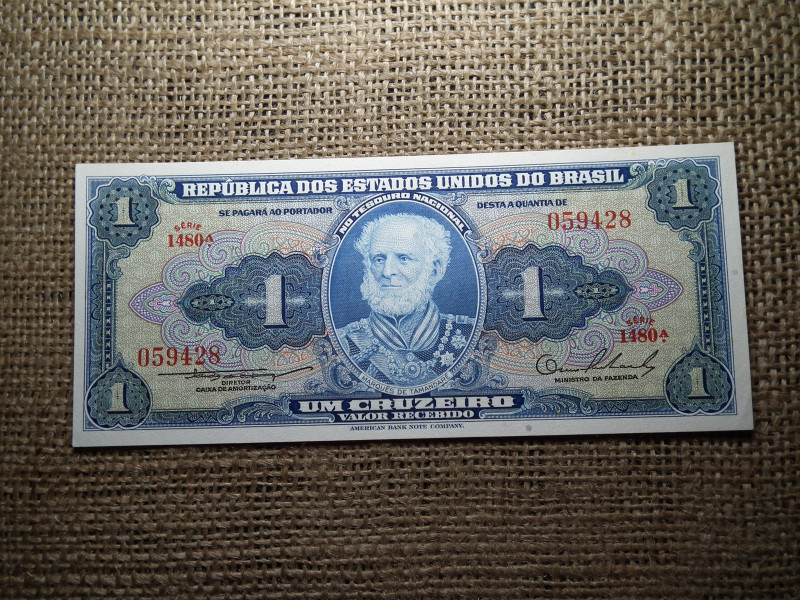 REPÚBLICA DOS ESTADOS UNIDOS DO BRASIL
1
1
SE PAGARÁ AO PORTADOR
NO TESOURO NACIONAL
DESTA A QUANTIA DE
SÉRIE
1480A
059428
1
1
SÉRIE
1480A
059428
DIRETOR
CAIXA DE AMORTIZAÇÃO
MARQUÊS DE TAMANDARÉ
MINISTRO DA FAZENDA
1
1
UM CRUZEIRO
VALOR RECEBIDO
AMERICAN BANK NOTE COMPANY.